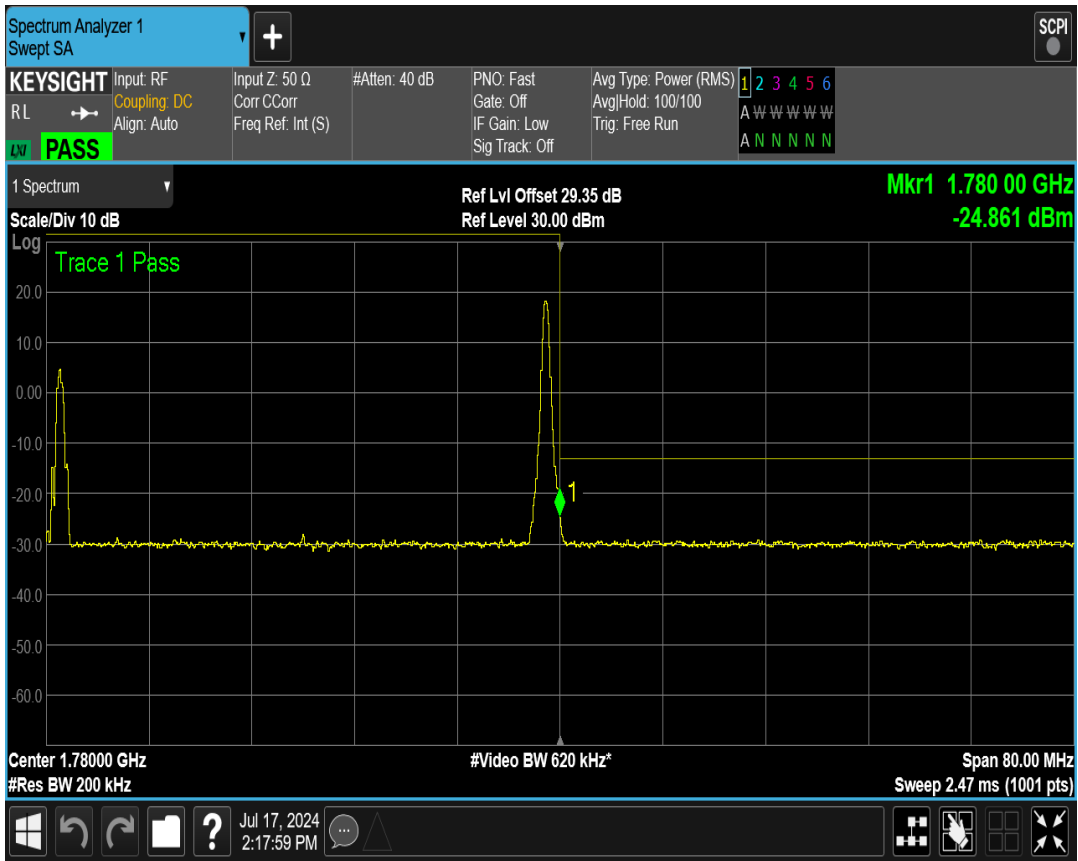 Spectrum Analyzer 1
Swept SA
+
SCPI
KEYSIGHT
RL
LXI PASS
Input: RF
Coupling: DC
Align: Auto
Input Z: 50 Ω
Corr CCorr
Freq Ref: Int (S)
#Atten: 40 dB
PNO: Fast
Gate: Off
IF Gain: Low
Sig Track: Off
Avg Type: Power (RMS)
Avg|Hold: 100/100
Trig: Free Run
1 2 3 4 5 6
A W W W W W
A N N N N N
1 Spectrum
Scale/Div 10 dB
Ref Lvl Offset 29.35 dB
Ref Level 30.00 dBm
Mkr1 1.780 00 GHz
-24.861 dBm
Log
Trace 1 Pass
20.0
10.0
0.00
-10.0
-20.0
-30.0
-40.0
-50.0
-60.0
1
Center 1.78000 GHz
#Res BW 200 kHz
#Video BW 620 kHz*
Span 80.00 MHz
Sweep 2.47 ms (1001 pts)
?
Jul 17, 2024
2:17:59 PM